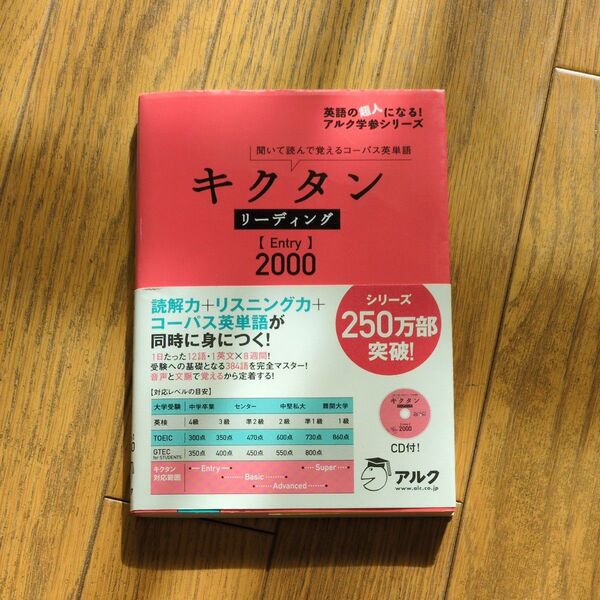 英語の超人になる!
アルク学参シリーズ
聞いて読んで覚えるコーパス英単語
キクタン
リーディング
【Entry】
2000
読解力+リスニング力+
コーパス英単語が
同時に身につく!
1日たった12語・1英文×8週間!
受験への基礎となる384語を完全マスター!
音声と文脈で覚えるから定着する!
シリーズ
250万部
突破!
【対応レベルの目安】
大学受験 中学卒業 センター 中堅私大 難関大学
英検 4級 3級 準2級 2級 準1級 1級
TOEIC 300点 350点 470点 600点 730点 860点
GTEC for STUDENTS 350点 400点 450点 550点 800点
キクタン対応範囲 Entry Basic Advanced Super
キクタン
2000
CD付!
アルク
www.alc.co.jp